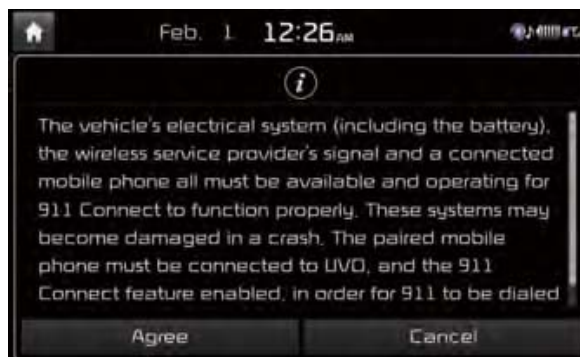 Feb. 1 12:26 AM
The vehicle's electrical system (including the battery),
the wireless service provider's signal and a connected
mobile phone all must be available and operating for
911 Connect to function properly. These systems may
become damaged in a crash. The paired mobile
phone must be connected to UVO, and the 911
Connect feature enabled, in order for 911 to be dialed
Agree Cancel